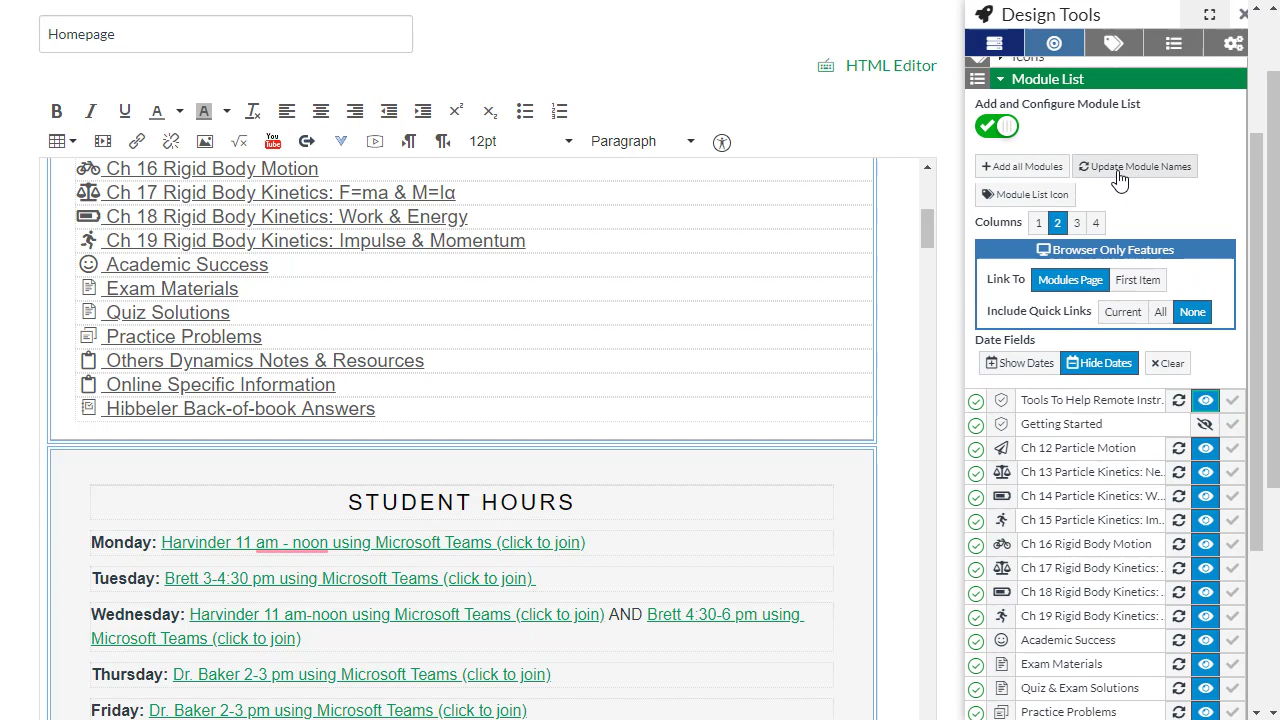 Homepage
HTML Editor
12pt
Paragraph
Ch 16 Rigid Body Motion
Ch 17 Rigid Body Kinetics: F=ma & M=Iα
Ch 18 Rigid Body Kinetics: Work & Energy
Ch 19 Rigid Body Kinetics: Impulse & Momentum
Academic Success
Exam Materials
Quiz Solutions
Practice Problems
Others Dynamics Notes & Resources
Online Specific Information
Hibbeler Back-of-book Answers
STUDENT HOURS
Monday: Harvinder 11 am - noon using Microsoft Teams (click to join)
Tuesday: Brett 3-4:30 pm using Microsoft Teams (click to join)
Wednesday: Harvinder 11 am-noon using Microsoft Teams (click to join) AND Brett 4:30-6 pm using
Microsoft Teams (click to join)
Thursday: Dr. Baker 2-3 pm using Microsoft Teams (click to join)
Friday: Dr. Baker 2-3 pm using Microsoft Teams (click to join)
Design Tools
Icons
Module List
Add and Configure Module List
Add all Modules
Update Module Names
Module List Icon
Columns 1 2 3 4
Browser Only Features
Link To Modules Page First Item
Include Quick Links Current All None
Date Fields
Show Dates Hide Dates Clear
Tools To Help Remote Instr.
Getting Started
Ch 12 Particle Motion
Ch 13 Particle Kinetics: Ne..
Ch 14 Particle Kinetics: W...
Ch 15 Particle Kinetics: Im..
Ch 16 Rigid Body Motion
Ch 17 Rigid Body Kinetics: .
Ch 18 Rigid Body Kinetics: .
Ch 19 Rigid Body Kinetics: .
Academic Success
Exam Materials
Quiz & Exam Solutions
Practice Problems